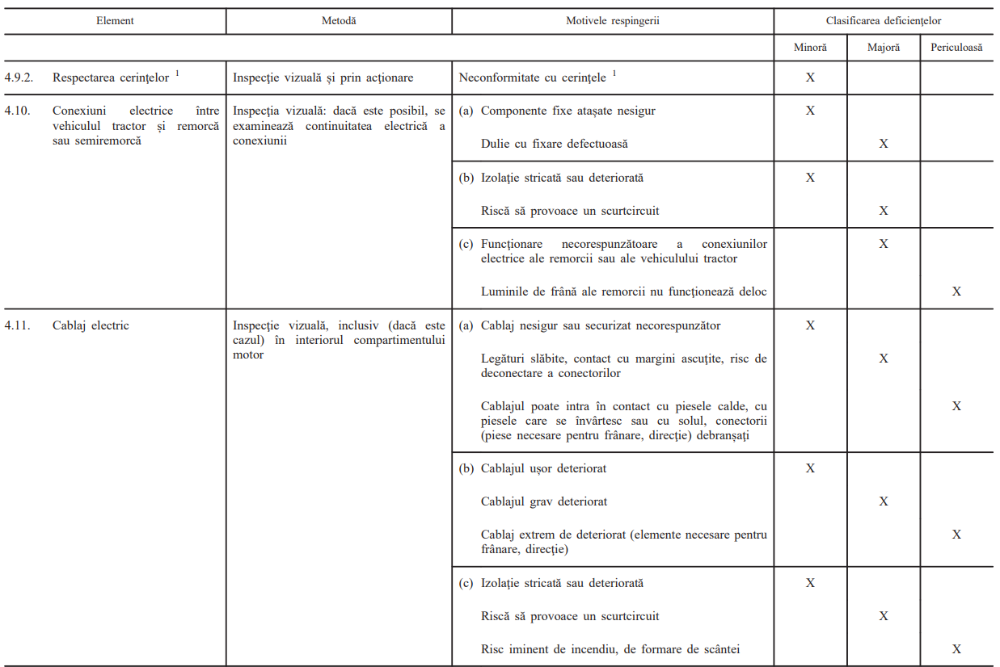 Element Metodă Motivele respingerii Clasificarea deficiențelor
Minoră Majoră Periculoasă
4.9.2. Respectarea cerințelor 1 Inspecție vizuală și prin acționare Neconformitate cu cerințele 1 X
4.10. Conexiuni electrice între
vehiculul tractor și remorcă
sau semiremorcă
Inspecția vizuală: dacă este posibil, se
examinează continuitatea electrică a
conexiunii
(a) Componente fixe atașate nesigur X
Dulie cu fixare defectuoasă X
(b) Izolație stricată sau deteriorată X
Riscă să provoace un scurtcircuit X
(c) Funcționare necorespunzătoare a conexiunilor X
electrice ale remorcii sau ale vehiculului tractor
Luminile de frână ale remorcii nu funcționează deloc X
4.11. Cablaj electric
Inspecție vizuală, inclusiv (dacă este
cazul) în interiorul compartimentului
motor
(a) Cablaj nesigur sau securizat necorespunzător X
Legături slăbite, contact cu margini ascuțite, risc de X
deconectare a conectorilor
Cablajul poate intra în contact cu piesele calde, cu X
piesele care se învârtesc sau cu solul, conectorii
(piese necesare pentru frânare, direcție) debranșați
(b) Cablajul ușor deteriorat X
Cablajul grav deteriorat X
Cablaj extrem de deteriorat (elemente necesare pentru X
frânare, direcție)
(c) Izolație stricată sau deteriorată X
Riscă să provoace un scurtcircuit X
Risc iminent de incendiu, de formare de scântei X